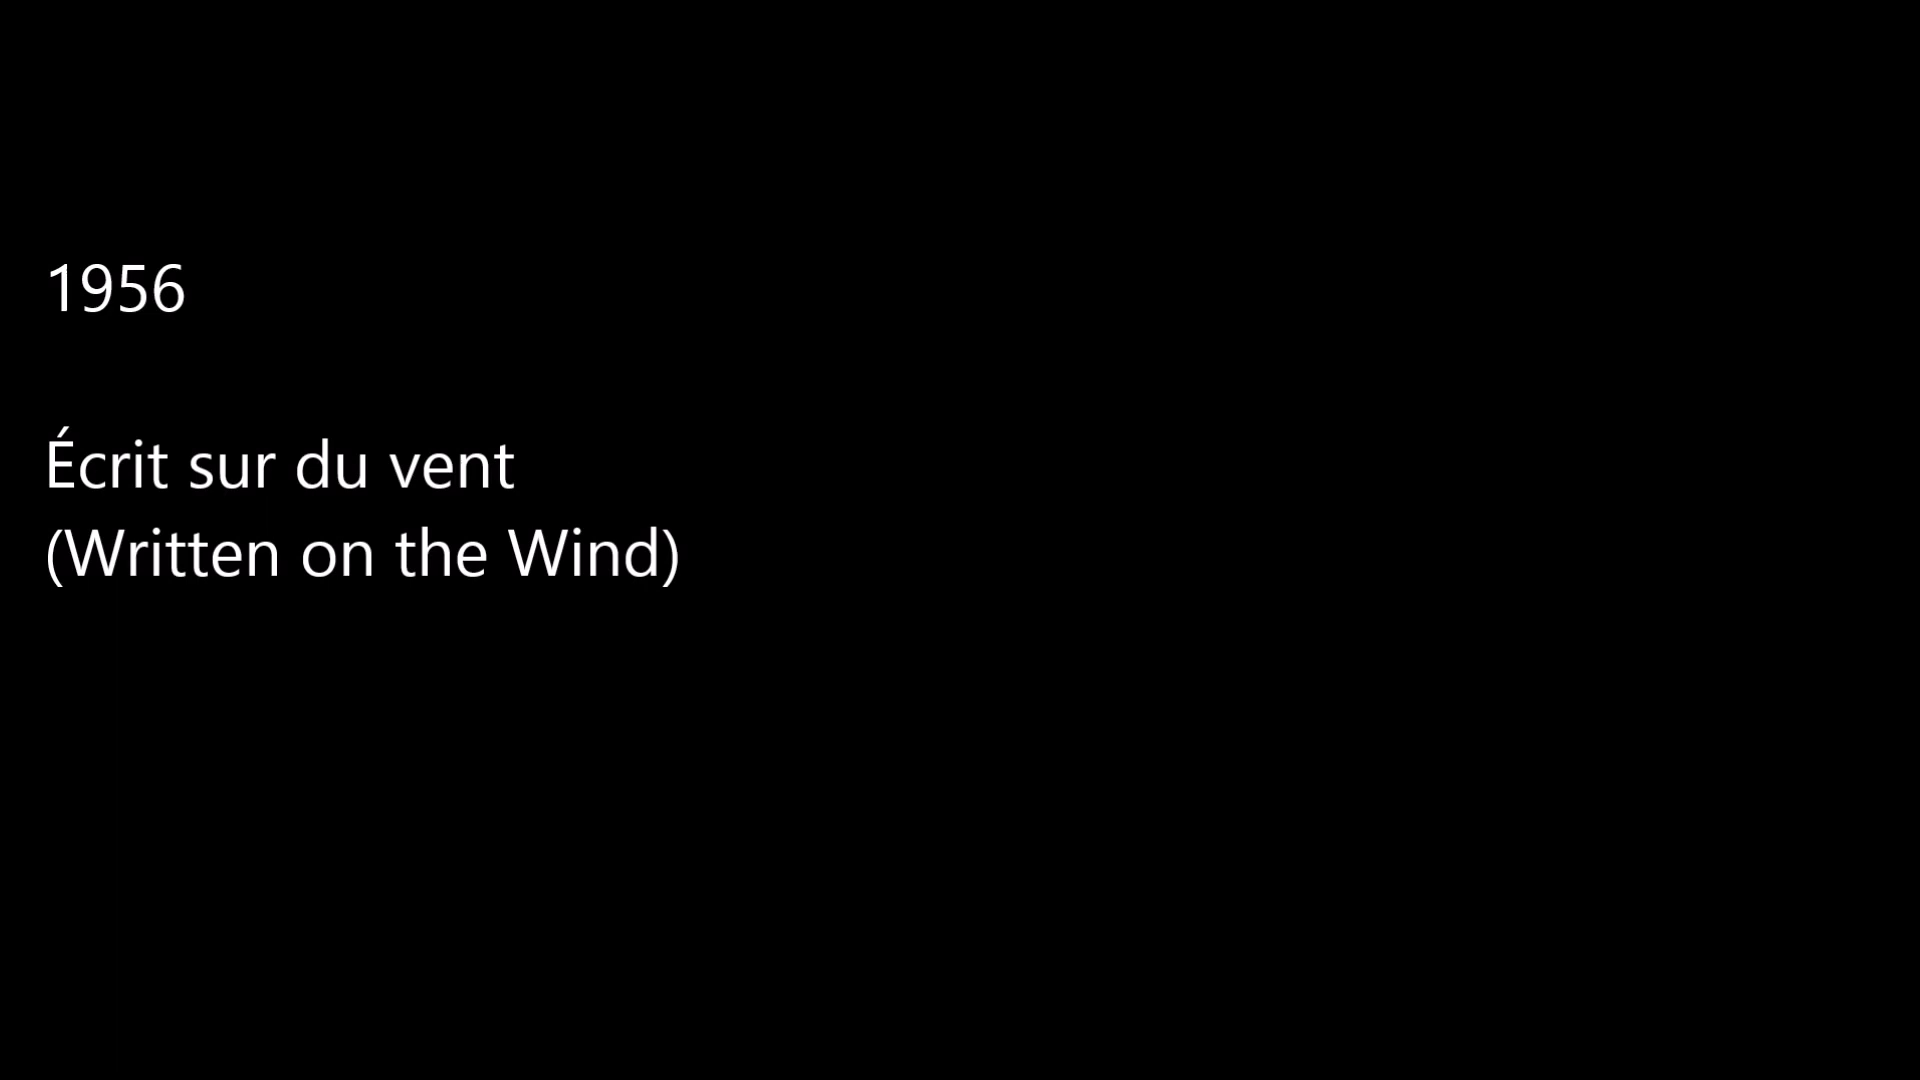 1956
Écrit sur du vent
(Written on the Wind)